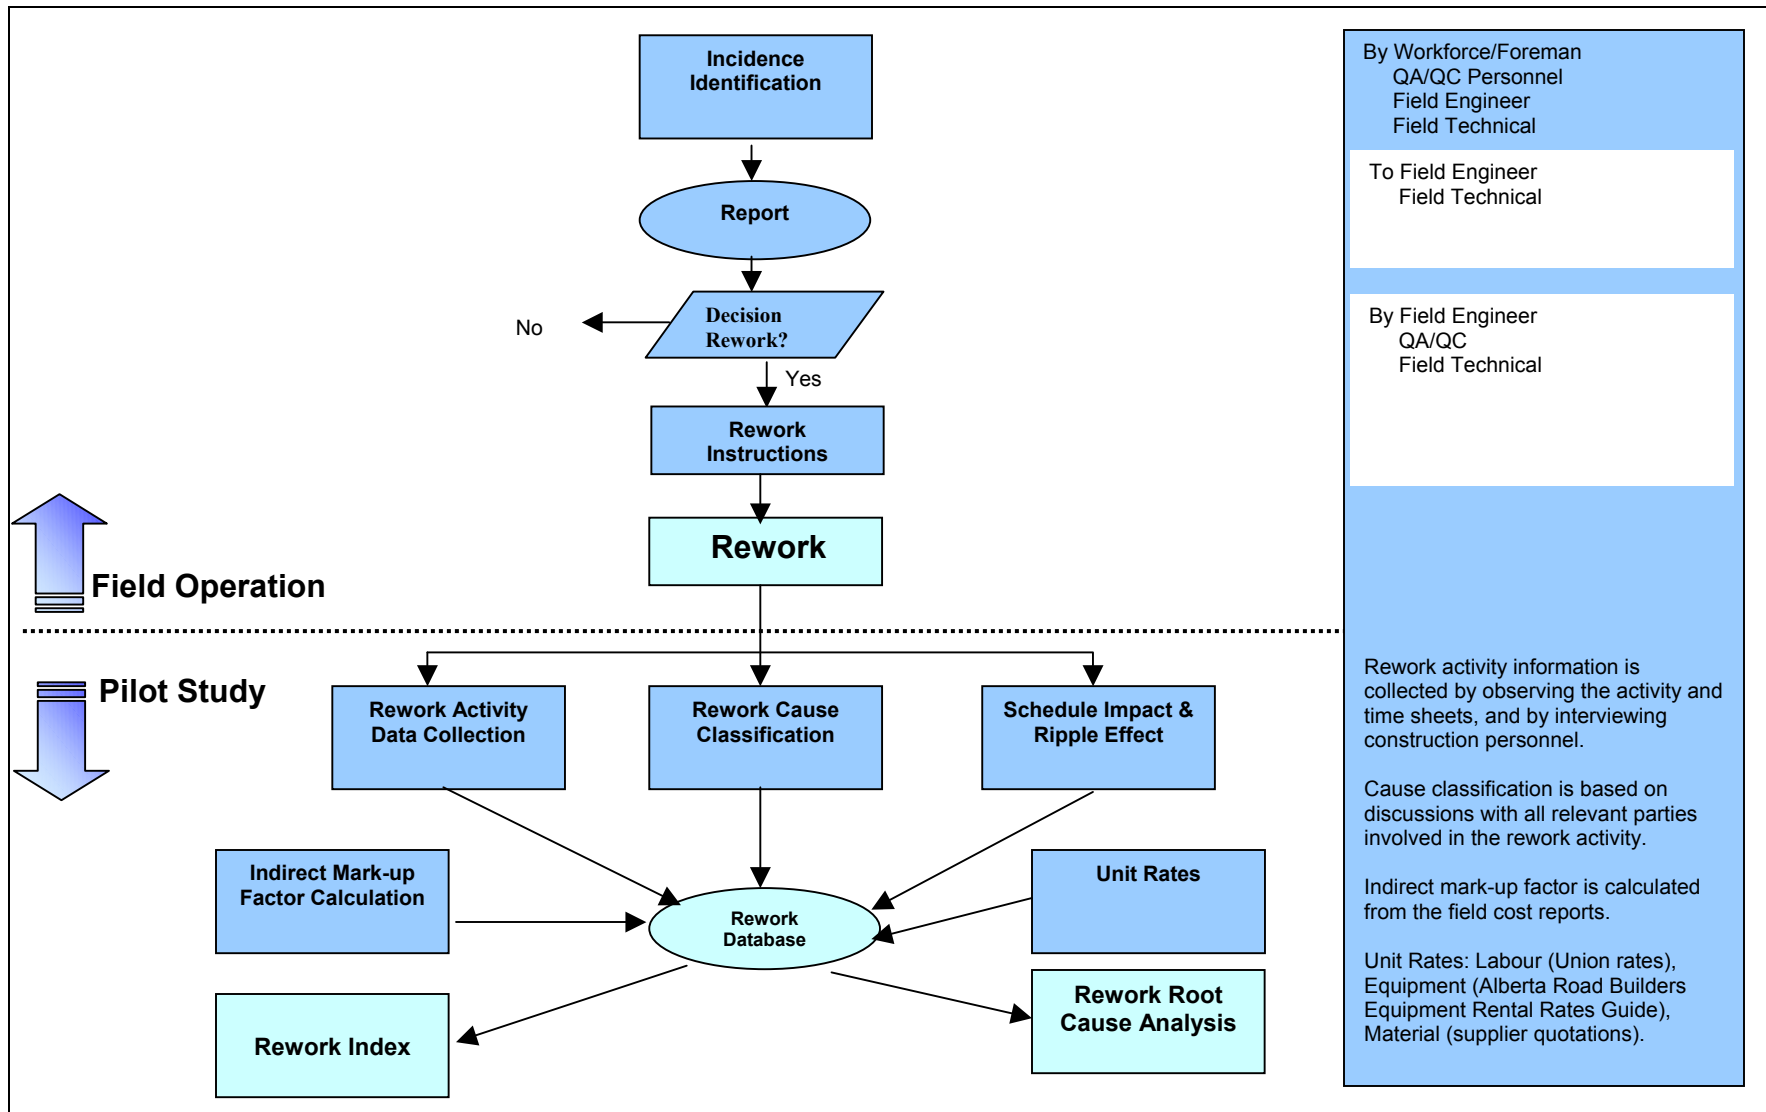 Incidence
Identification
Report
Decision
Rework?
No
Yes
Rework
Instructions
Rework
Field Operation
Pilot Study
Rework Activity
Data Collection
Rework Cause
Classification
Schedule Impact &
Ripple Effect
Indirect Mark-up
Factor Calculation
Unit Rates
Rework
Database
Rework Index
Rework Root
Cause Analysis
By Workforce/Foreman
QA/QC Personnel
Field Engineer
Field Technical
To Field Engineer
Field Technical
By Field Engineer
QA/QC
Field Technical
Rework activity information is
collected by observing the activity and
time sheets, and by interviewing
construction personnel.
Cause classification is based on
discussions with all relevant parties
involved in the rework activity.
Indirect mark-up factor is calculated
from the field cost reports.
Unit Rates: Labour (Union rates),
Equipment (Alberta Road Builders
Equipment Rental Rates Guide),
Material (supplier quotations).